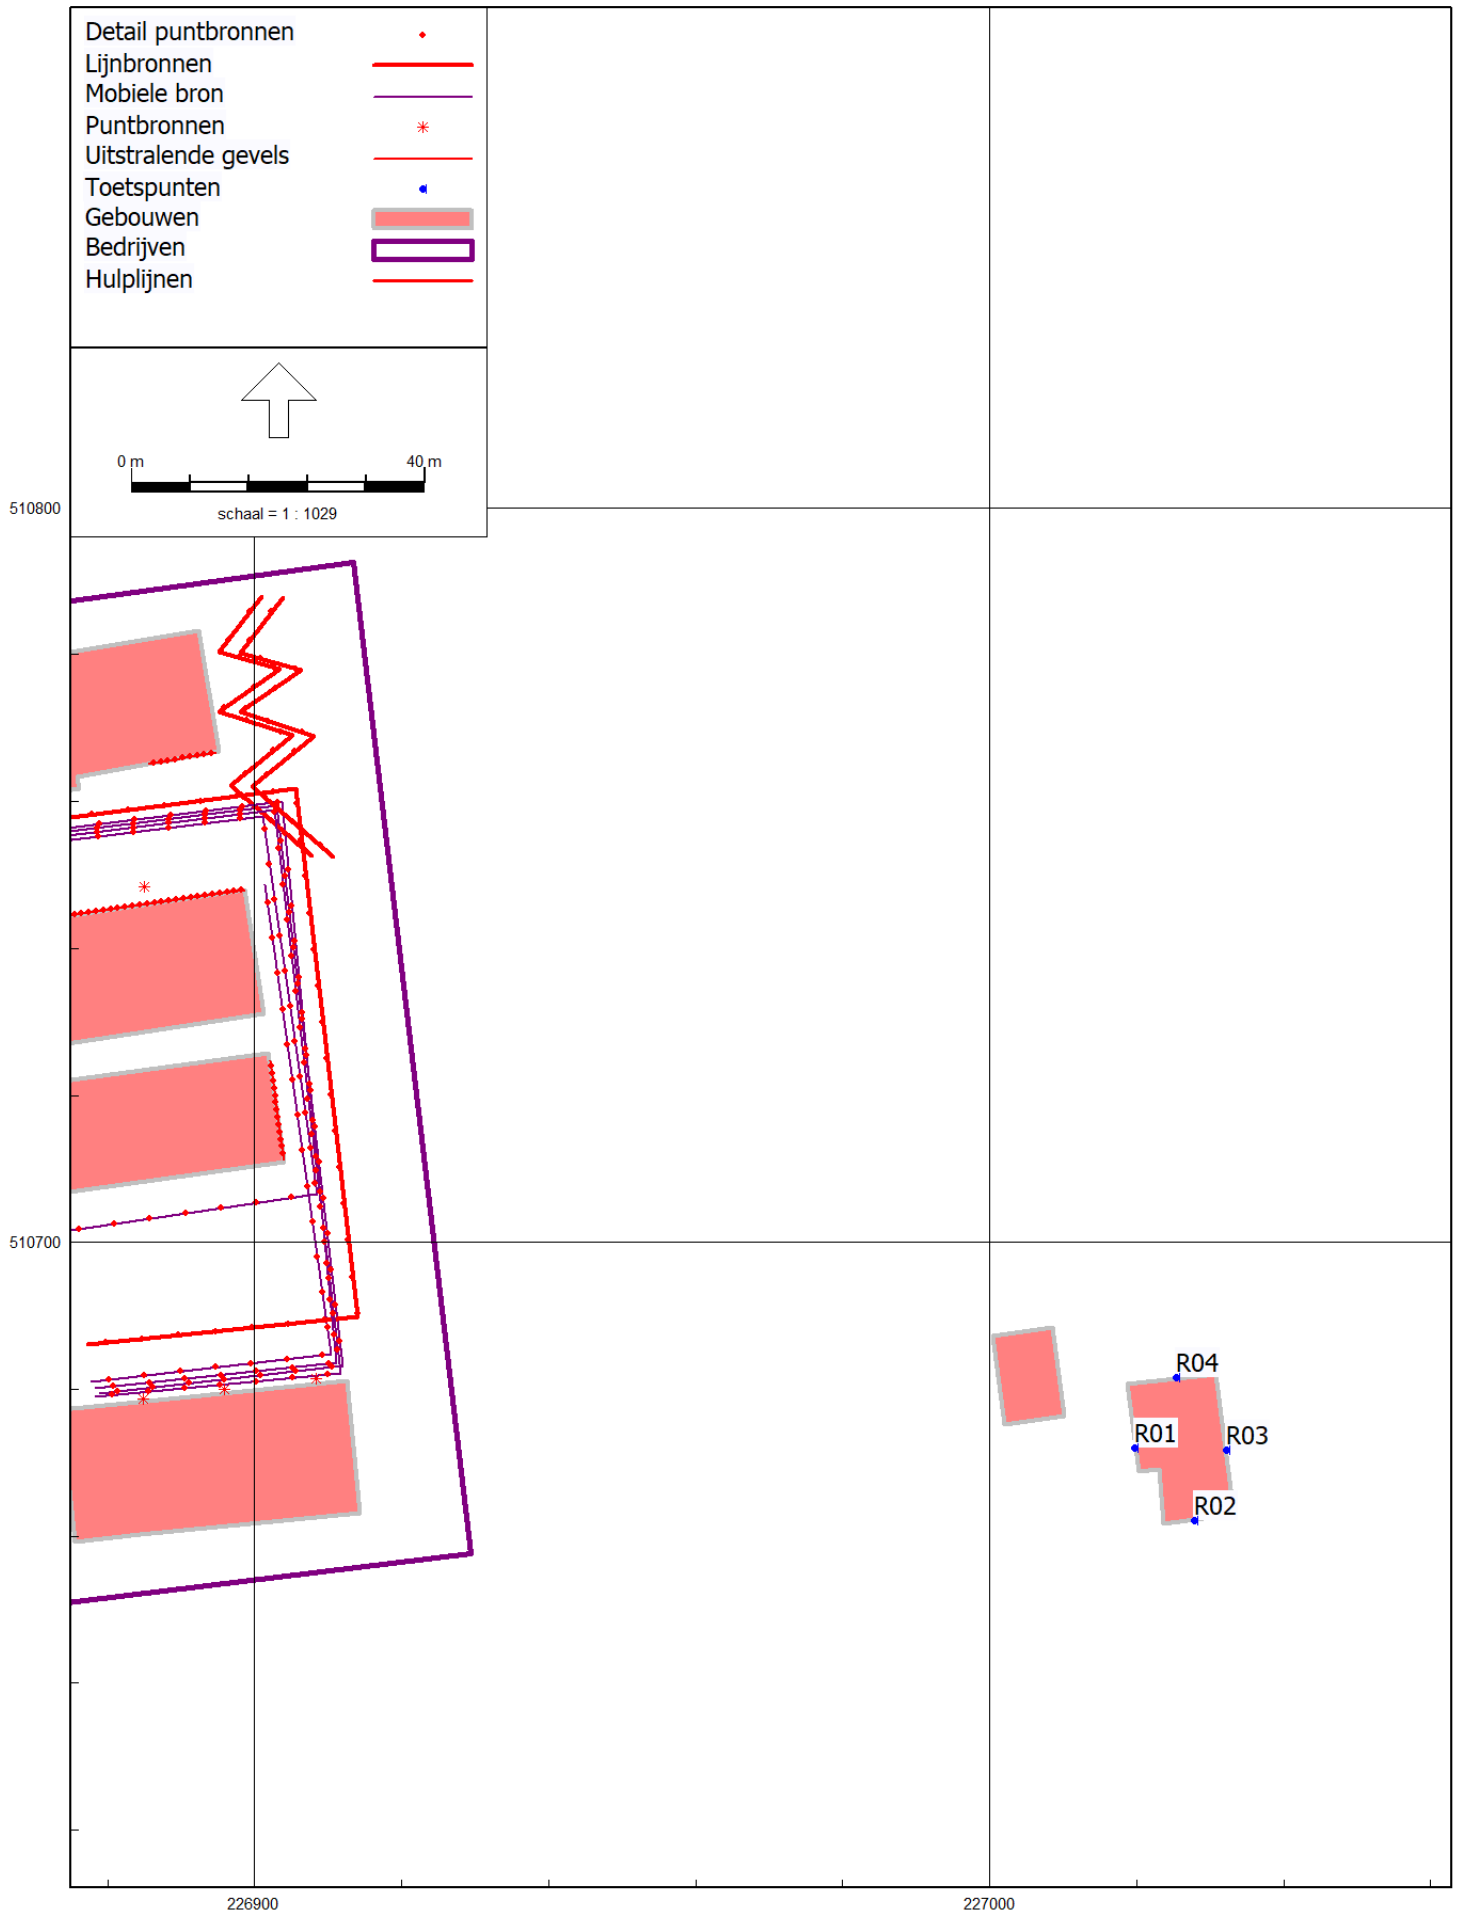 Detail puntbronnen
Lijnbronnen
Mobiele bron
Puntbronnen
Uitstralende gevels
Toetspunten
Gebouwen
Bedrijven
Hulplijnen
0 m 40 m
schaal = 1 : 1029
510800
510700
R04
R01
R03
R02
226900 227000